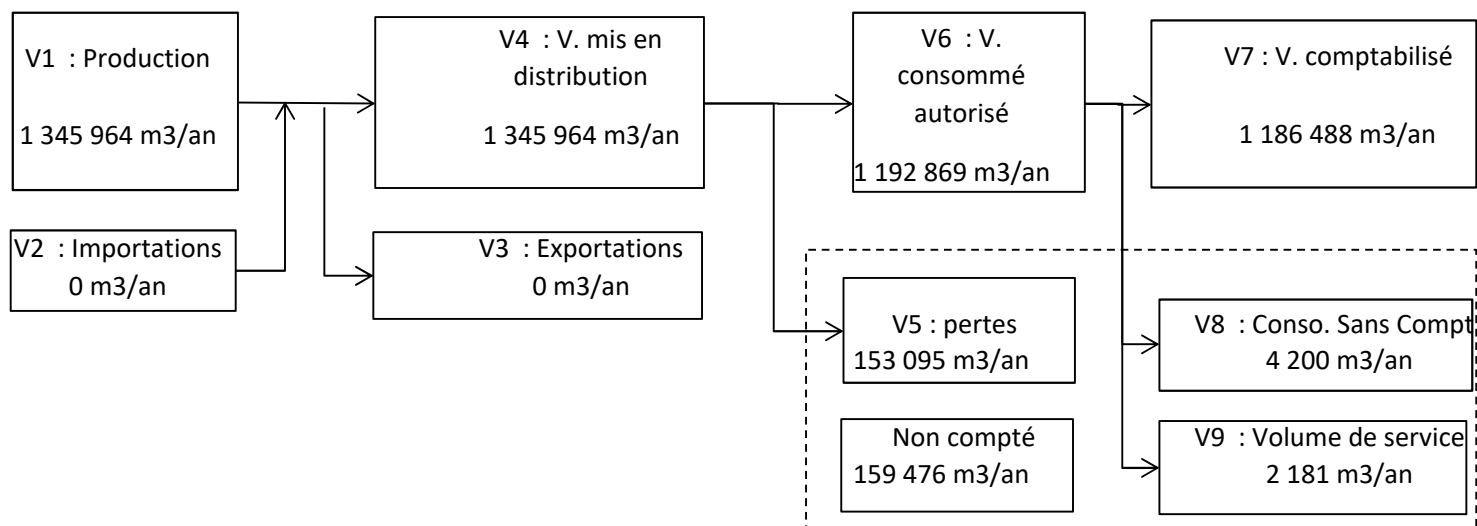 V1 : Production
1 345 964 m3/an
V4 : V. mis en
distribution
1 345 964 m3/an
V6 : V.
consommé
autorisé
1 192 869 m3/an
V7 : V. comptabilisé
1 186 488 m3/an
V2 : Importations
0 m3/an
V3 : Exportations
0 m3/an
V5 : pertes
153 095 m3/an
V8 : Conso. Sans Compt
4 200 m3/an
Non compté
159 476 m3/an
V9 : Volume de service
2 181 m3/an